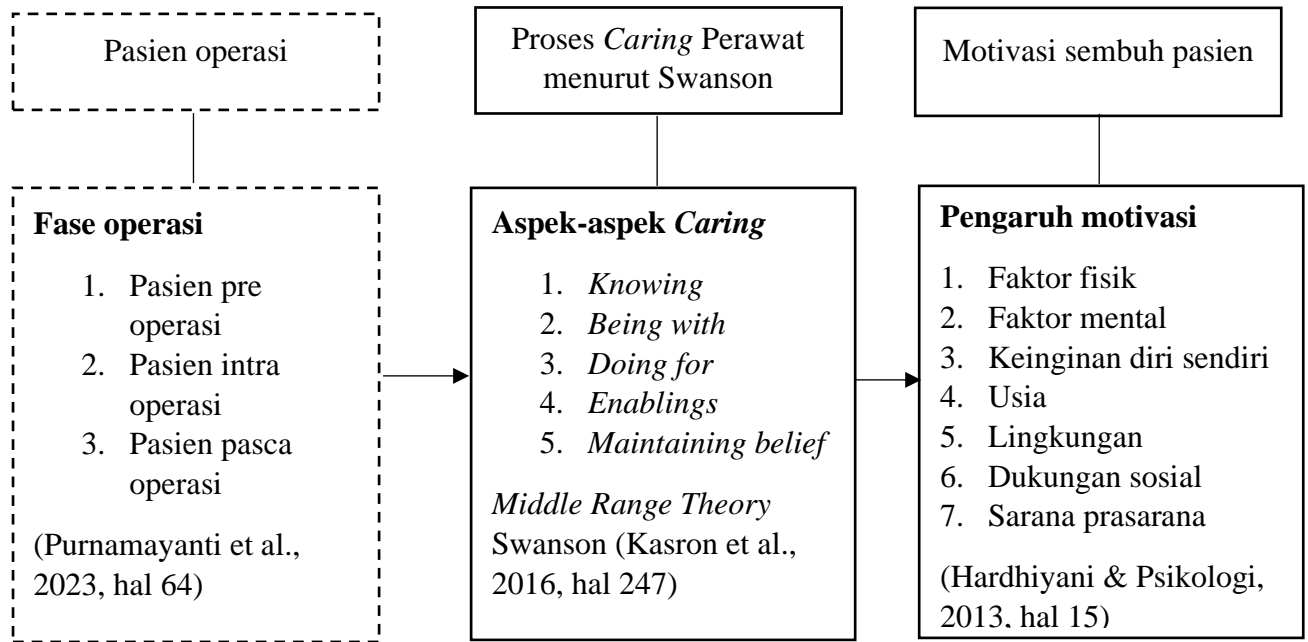 Pasien operasi
Proses Caring Perawat
menurut Swanson
Motivasi sembuh pasien
Fase operasi
1. Pasien pre
operasi
2. Pasien intra
operasi
3. Pasien pasca
operasi
(Purnamayanti et al.,
2023, hal 64)
Aspek-aspek Caring
1. Knowing
2. Being with
3. Doing for
4. Enablings
5. Maintaining belief
Middle Range Theory
Swanson (Kasron et al.,
2016, hal 247)
Pengaruh motivasi
1. Faktor fisik
2. Faktor mental
3. Keinginan diri sendiri
4. Usia
5. Lingkungan
6. Dukungan sosial
7. Sarana prasarana
(Hardhiyani & Psikologi,
2013, hal 15)